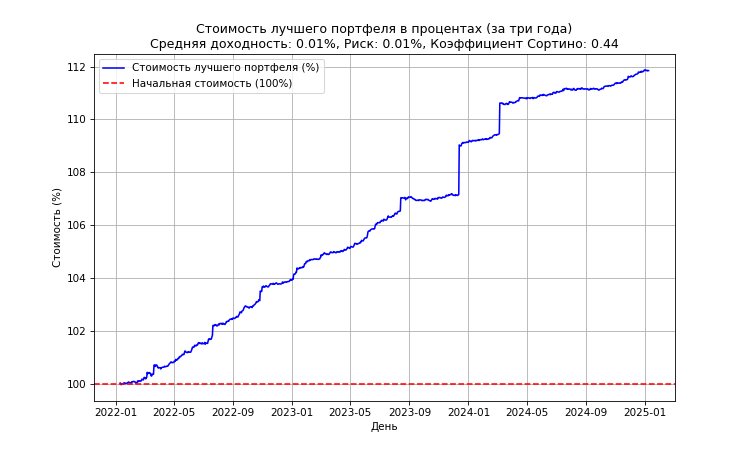 Стоимость лучшего портфеля в процентах (за три года)
Средняя доходность: 0.01%, Риск: 0.01%, Коэффициент Сортино: 0.44
Стоимость лучшего портфеля (%)
Начальная стоимость (100%)
Стоимость (%)
112
110
108
106
104
102
100
2022-01 2022-05 2022-09 2023-01 2023-05 2023-09 2024-01 2024-05 2024-09 2025-01
День